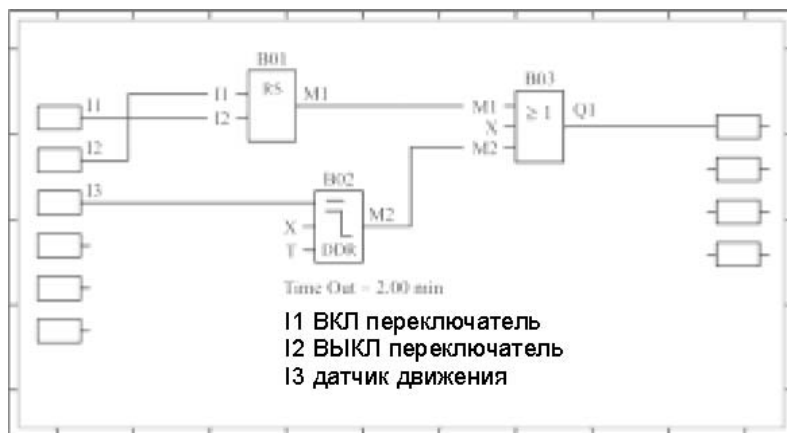 B01
RS
I1
I2
M1
I1
I2
I3
B03
M1
X
M2
≥ 1
Q1
B02
X
T
DDR
M2
Time Out = 2.00 min
I1 ВКЛ переключатель
I2 ВЫКЛ переключатель
I3 датчик движения